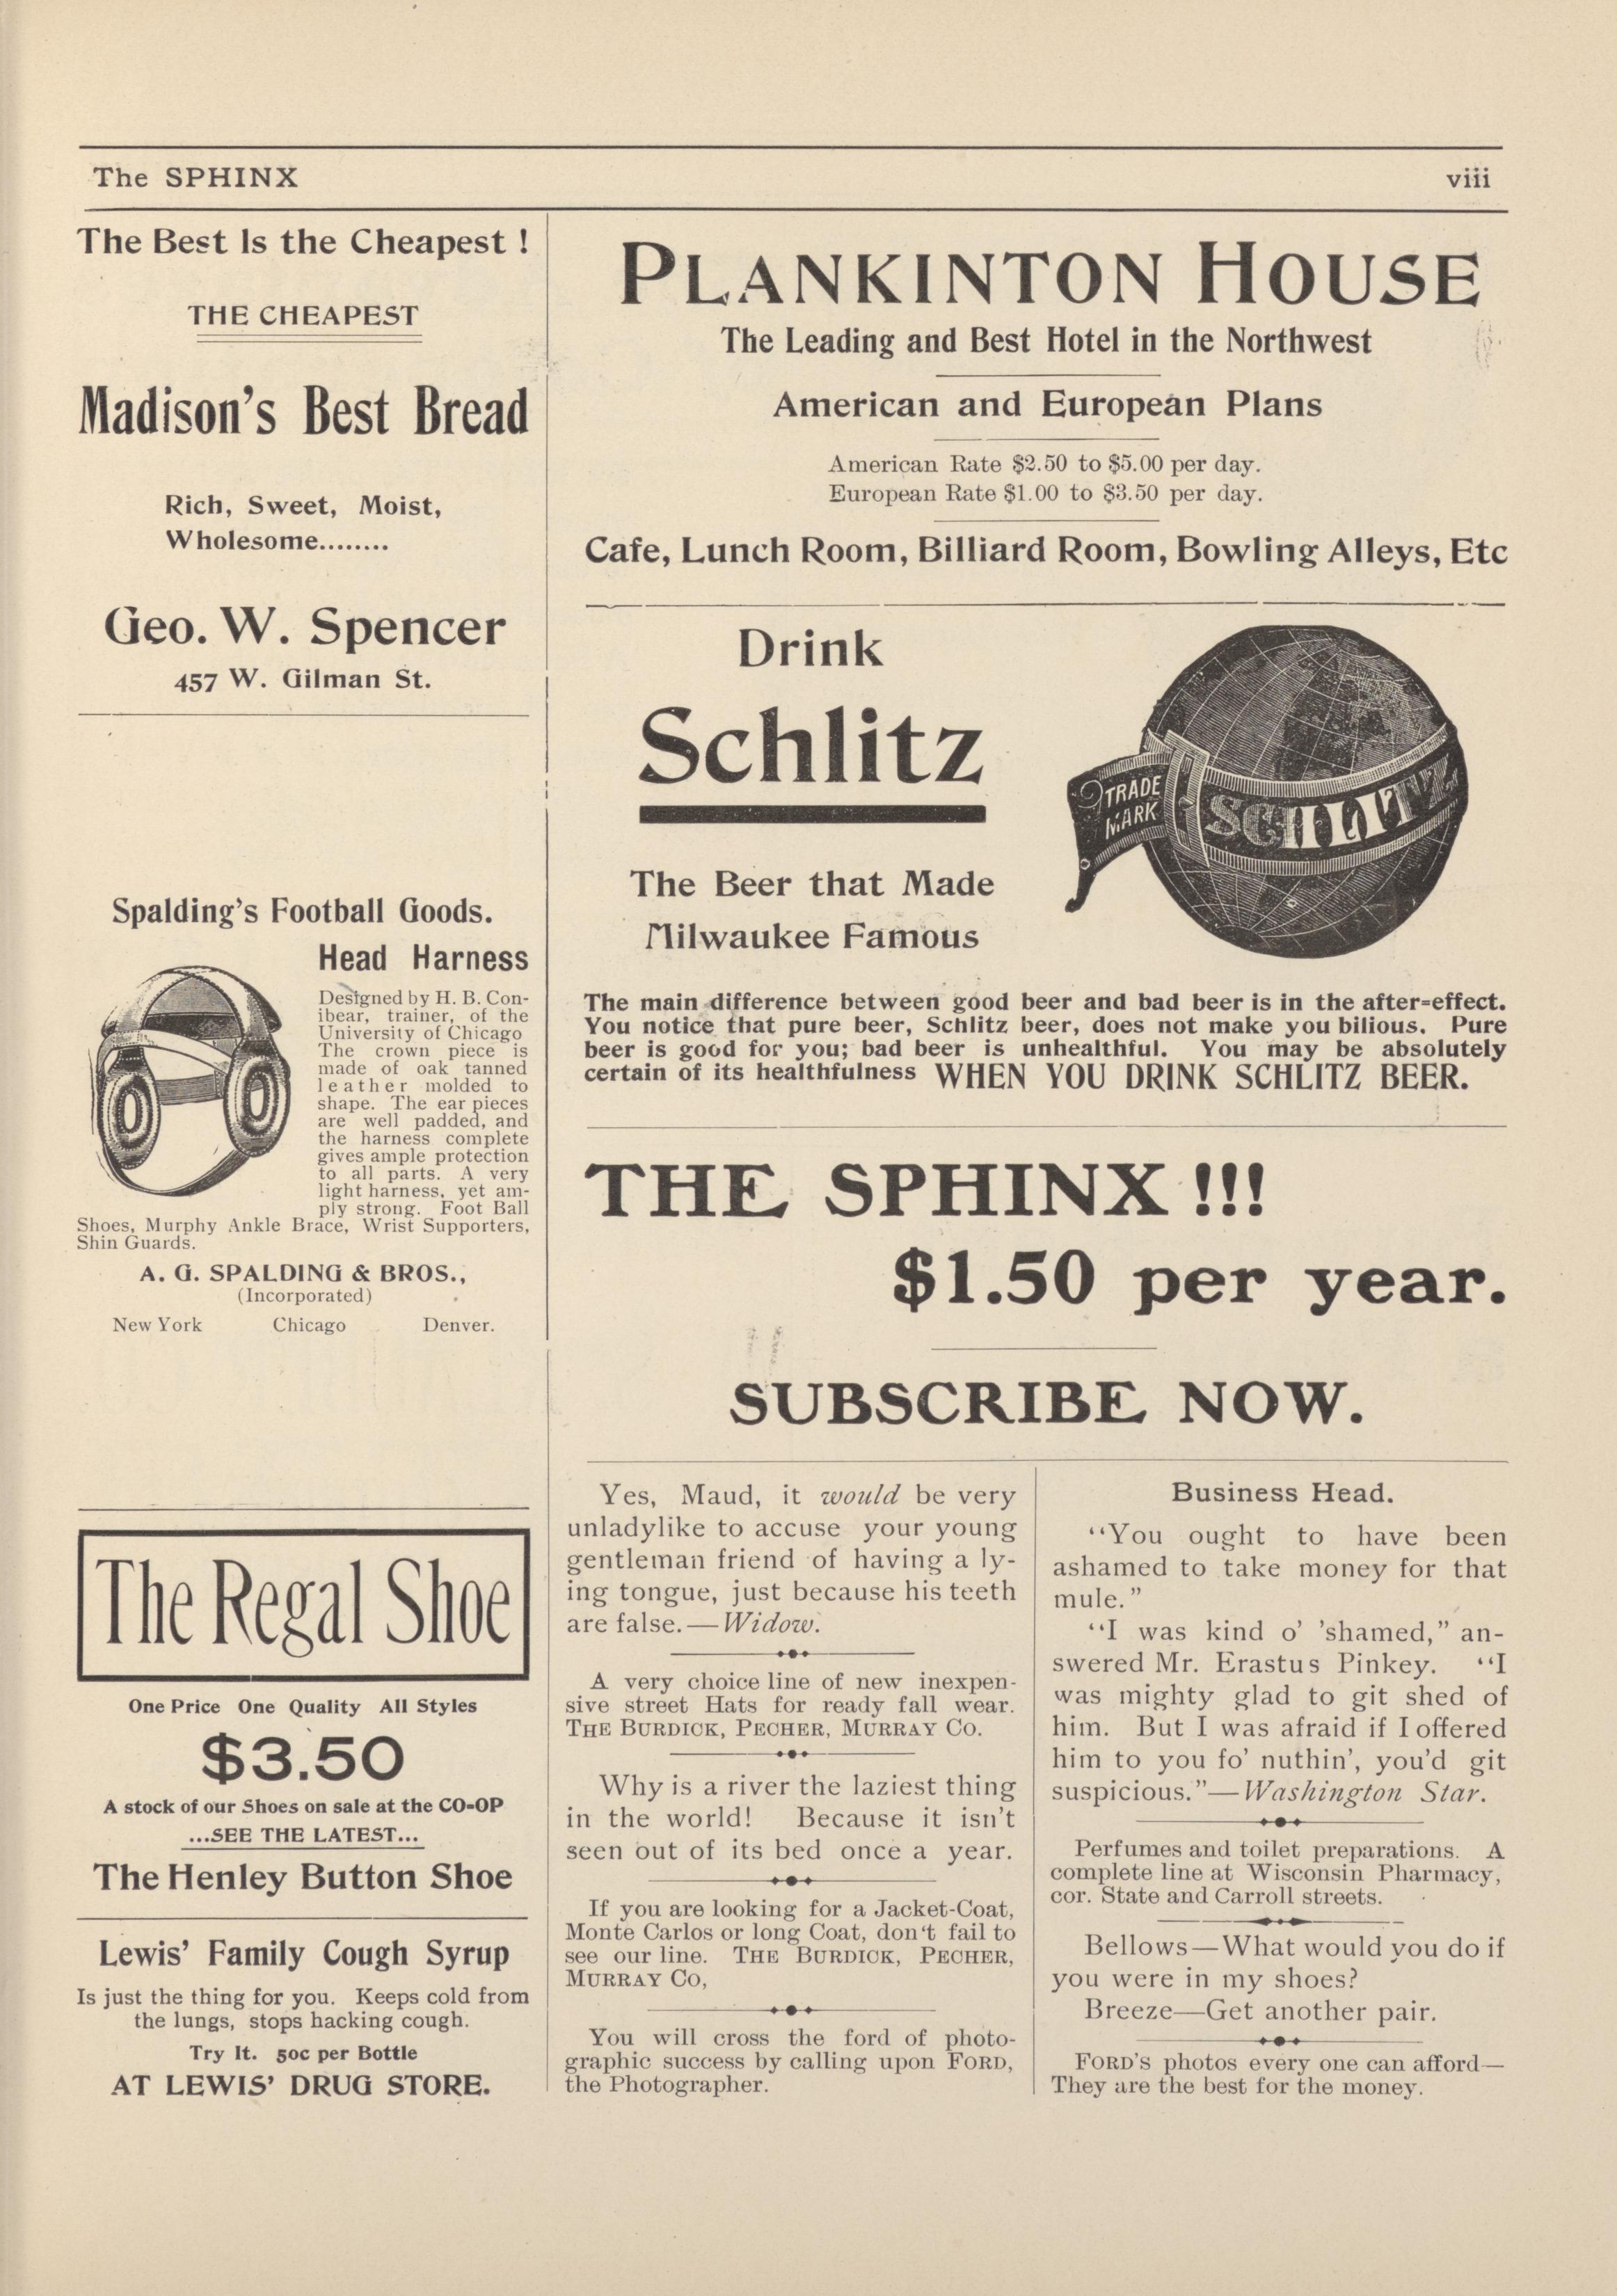 The SPHINX
viii
The Best Is the Cheapest !
THE CHEAPEST
Madison's Best Bread
Rich, Sweet, Moist,
Wholesome........
Geo. W. Spencer
457 W. Gilman St.
Spalding's Football Goods.
Head Harness
Designed by H. B. Con-
ibear, trainer, of the
University of Chicago
The crown piece is
made of oak tanned
leather molded to
shape. The ear pieces
are well padded, and
the harness complete
gives ample protection
to all parts. A very
light harness, yet am-
ply strong. Foot Ball
Shoes, Murphy Ankle Brace, Wrist Supporters,
Shin Guards.
A. G. SPALDING & BROS.,
(Incorporated)
New York Chicago Denver.
The Regal Shoe
One Price One Quality All Styles
$3.50
A stock of our Shoes on sale at the CO-OP
...SEE THE LATEST...
The Henley Button Shoe
Lewis' Family Cough Syrup
Is just the thing for you. Keeps cold from
the lungs, stops hacking cough.
Try It. 50c per Bottle
AT LEWIS' DRUG STORE.
PLANKINTON HOUSE
The Leading and Best Hotel in the Northwest
American and European Plans
American Rate $2.50 to $5.00 per day.
European Rate $1.00 to $3.50 per day.
Cafe, Lunch Room, Billiard Room, Bowling Alleys, Etc
Drink
Schlitz
The Beer that Made
Milwaukee Famous
TRADE
MARK
SCHLITZ
The main difference between good beer and bad beer is in the after-effect.
You notice that pure beer, Schlitz beer, does not make you bilious. Pure
beer is good for you; bad beer is unhealthful. You may be absolutely
certain of its healthfulness WHEN YOU DRINK SCHLITZ BEER.
THE SPHINX !!!
$1.50 per year.
SUBSCRIBE NOW.
Yes, Maud, it would be very
unladylike to accuse your young
gentleman friend of having a ly-
ing tongue, just because his teeth
are false.—Widow.
A very choice line of new inexpen-
sive street Hats for ready fall wear.
THE BURDICK, PECHER, MURRAY CO.
Why is a river the laziest thing
in the world! Because it isn't
seen out of its bed once a year.
If you are looking for a Jacket-Coat,
Monte Carlos or long Coat, don't fail to
see our line. THE BURDICK, PECHER,
MURRAY CO,
You will cross the ford of photo-
graphic success by calling upon FORD,
the Photographer.
Business Head.
"You ought to have been
ashamed to take money for that
mule."
"I was kind o' 'shamed," an-
swered Mr. Erastus Pinkey. "I
was mighty glad to git shed of
him. But I was afraid if I offered
him to you fo' nuthin', you'd git
suspicious."—Washington Star.
Perfumes and toilet preparations. A
complete line at Wisconsin Pharmacy,
cor. State and Carroll streets.
Bellows—What would you do if
you were in my shoes?
Breeze—Get another pair.
FORD'S photos every one can afford—
They are the best for the money.